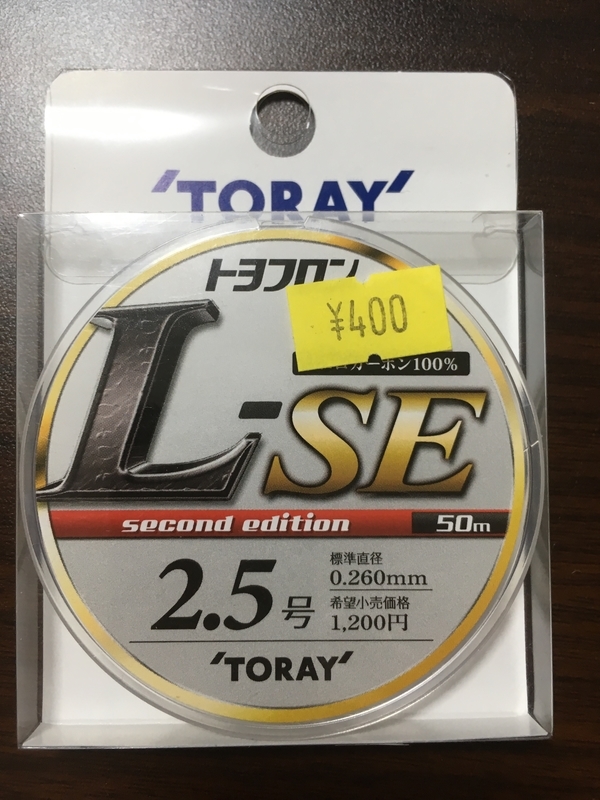 'TORAY'
トヨフロン
¥400
カーボン100%
L-SE
second edition
50m
2.5号
標準直径
0.260mm
希望小売価格
1,200円
'TORAY'